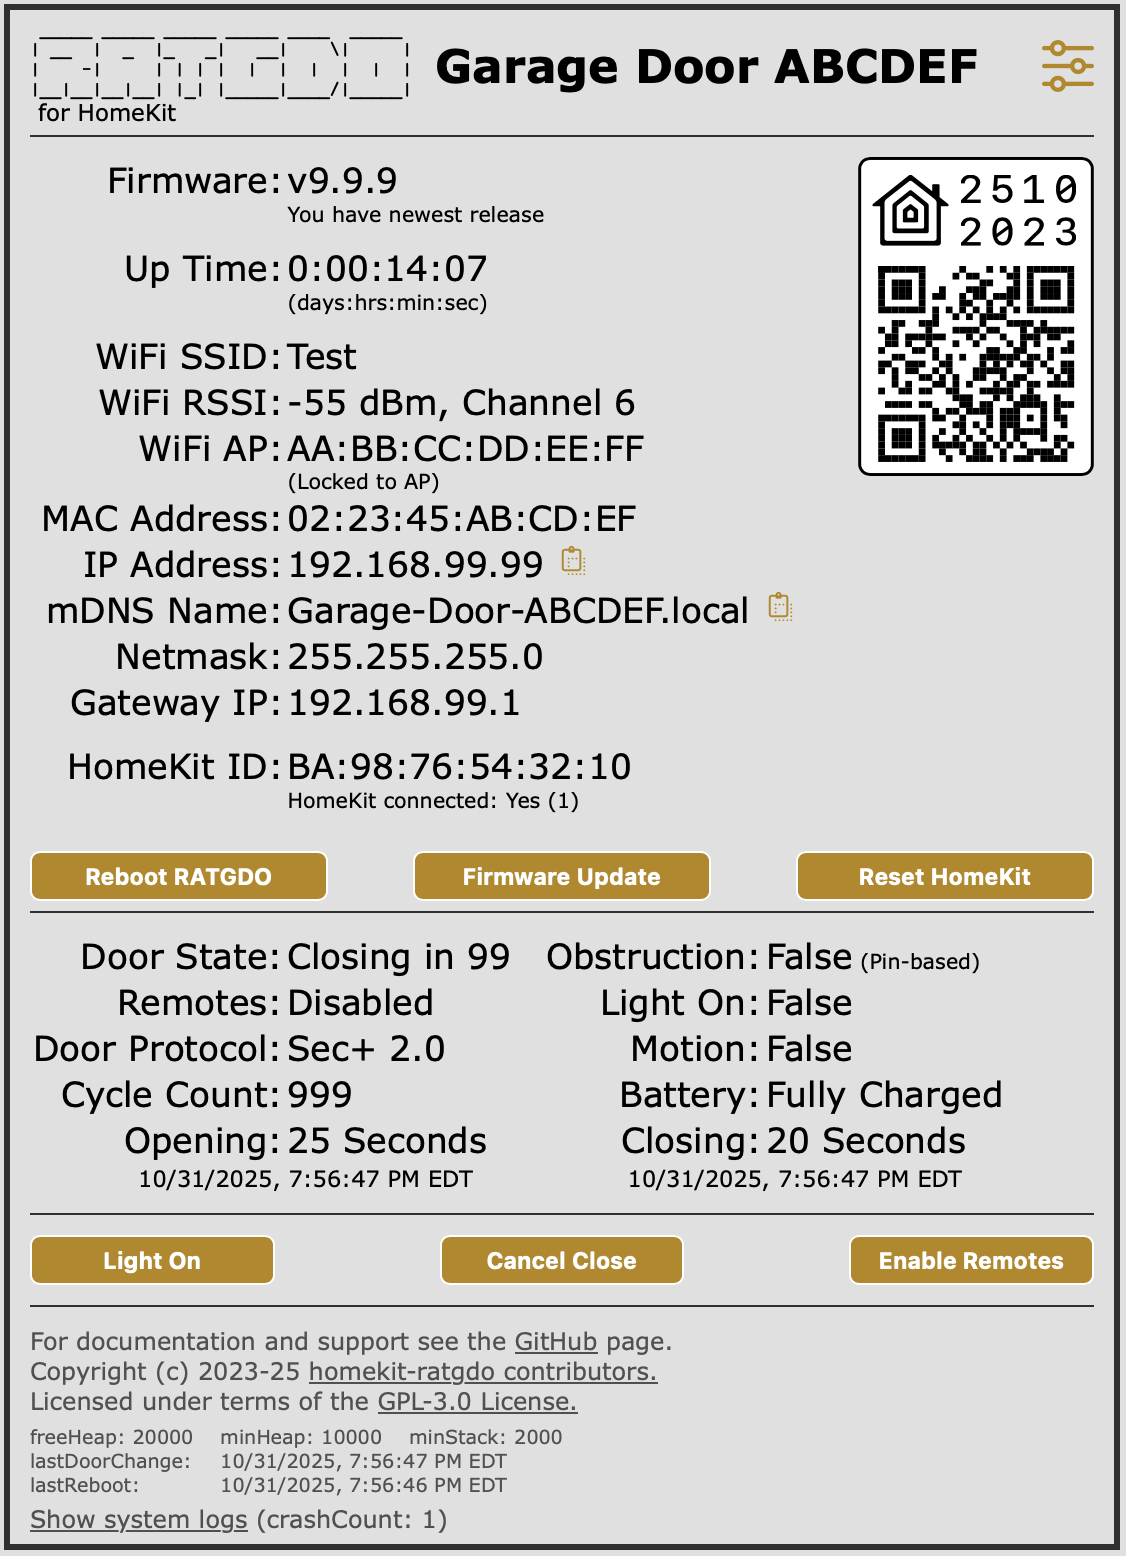 RATGDO
Garage Door ABCDEF
for HomeKit
Firmware: v9.9.9
You have newest release
2510
2023
Up Time: 0:00:14:07
(days:hrs:min:sec)
WiFi SSID: Test
WiFi RSSI: -55 dBm, Channel 6
WiFi AP: AA:BB:CC:DD:EE:FF
(Locked to AP)
MAC Address: 02:23:45:AB:CD:EF
IP Address: 192.168.99.99
mDNS Name: Garage-Door-ABCDEF.local
Netmask: 255.255.255.0
Gateway IP: 192.168.99.1
HomeKit ID: BA:98:76:54:32:10
HomeKit connected: Yes (1)
Reboot RATGDO Firmware Update Reset HomeKit
Door State: Closing in 99 Obstruction: False (Pin-based)
Remotes: Disabled Light On: False
Door Protocol: Sec+ 2.0 Motion: False
Cycle Count: 999 Battery: Fully Charged
Opening: 25 Seconds Closing: 20 Seconds
10/31/2025, 7:56:47 PM EDT 10/31/2025, 7:56:47 PM EDT
Light On Cancel Close Enable Remotes
For documentation and support see the GitHub page.
Copyright (c) 2023-25 homekit-ratgdo contributors.
Licensed under terms of the GPL-3.0 License.
freeHeap: 20000 minHeap: 10000 minStack: 2000
lastDoorChange: 10/31/2025, 7:56:47 PM EDT
lastReboot: 10/31/2025, 7:56:46 PM EDT
Show system logs (crashCount: 1)